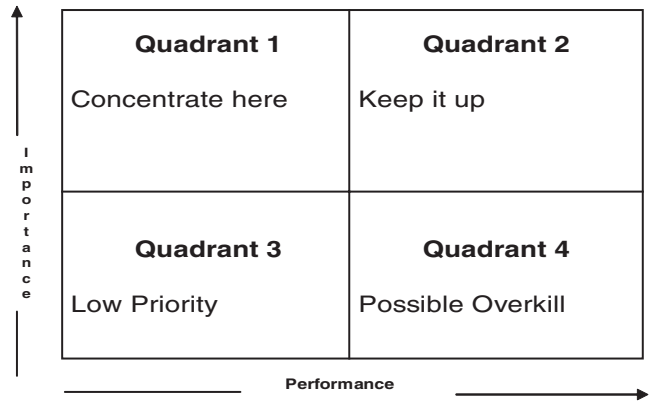 Quadrant 1
Concentrate here
Quadrant 2
Keep it up
Importance
Quadrant 3
Low Priority
Quadrant 4
Possible Overkill
Performance